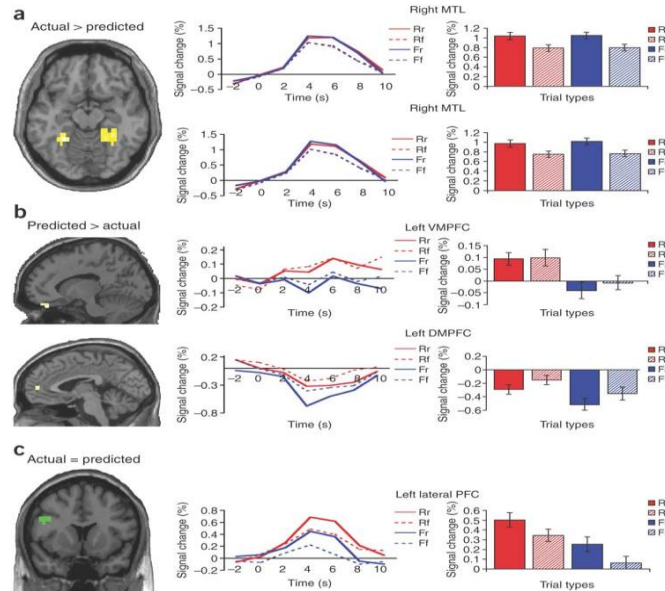 a
Actual > predicted
Right MTL
Signal change (%)
1.5
1
0.5
0
−0.5
−2 0 2 4 6 8 10
Time (s)
Rr
Rf
Fr
Ff
Right MTL
Signal change (%)
1.2
1
0.8
0.6
0.4
0.2
0
Trial types
R
R
F
F
Right MTL
Signal change (%)
1.5
1
0.5
0
−0.5
−2 0 2 4 6 8 10
Time (s)
Rr
Rf
Fr
Ff
Signal change (%)
1.2
1
0.8
0.6
0.4
0.2
0
Trial types
R
R
F
F
b
Predicted > actual
Left VMPFC
Signal change (%)
0.2
0.1
0
−0.1
−0.2
−2 0 2 4 6 8 10
Time (s)
Rr
Rf
Fr
Ff
Signal change (%)
0.15
0.1
0.05
0
−0.05
−0.1
Trial types
R
R
F
F
Left DMPFC
Signal change (%)
0.2
−0.3
−0.8
−2 0 2 4 6 8 10
Time (s)
Rr
Rf
Fr
Ff
Signal change (%)
0.2
0
−0.2
−0.4
−0.6
Trial types
R
R
F
F
c
Actual = predicted
Left lateral PFC
Signal change (%)
0.8
0.6
0.4
0.2
0
−0.2
−2 0 2 4 6 8 10
Time (s)
Rr
Rf
Fr
Ff
Signal change (%)
0.6
0.5
0.4
0.3
0.2
0.1
0
Trial types
R
R
F
F